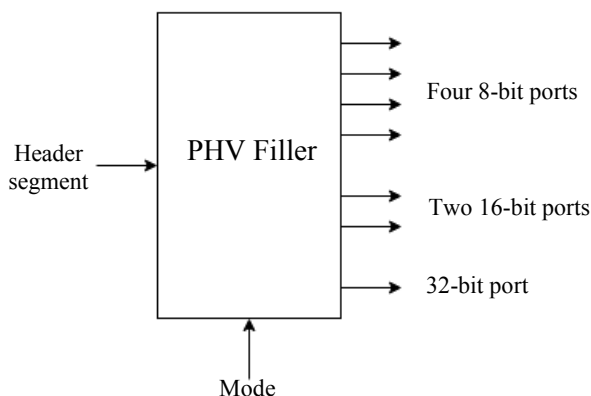 Four 8-bit ports
PHV Filler
Header
segment
Two 16-bit ports
32-bit port
Mode